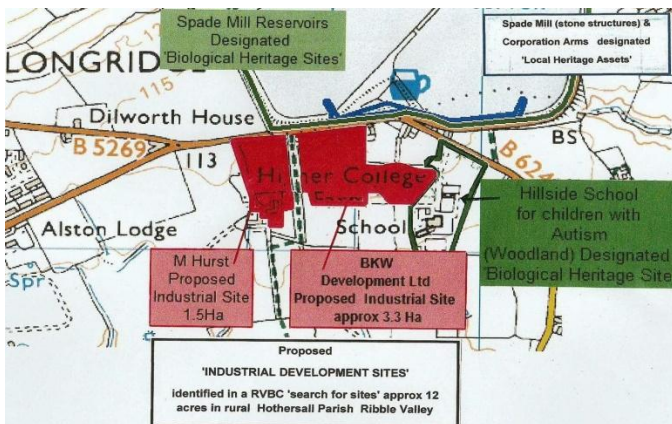 Spade Mill Reservoirs
Designated
'Biological Heritage Sites'
Spade Mill (stone structures) &
Corporation Arms designated
'Local Heritage Assets'
LONGRIDGE
115
Dilworth House
B 5269
113
BS
B 624
Higher College
Farm
Alston Lodge
School
Spr
Hillside School
for children with
Autism
(Woodland) Designated
'Biological Heritage Site
M Hurst
Proposed
Industrial Site
1.5Ha
BKW
Development Ltd
Proposed Industrial Site
approx 3.3 Ha
Proposed
'INDUSTRIAL DEVELOPMENT SITES'
identified in a RVBC 'search for sites' approx 12
acres in rural Hothersall Parish Ribble Valley